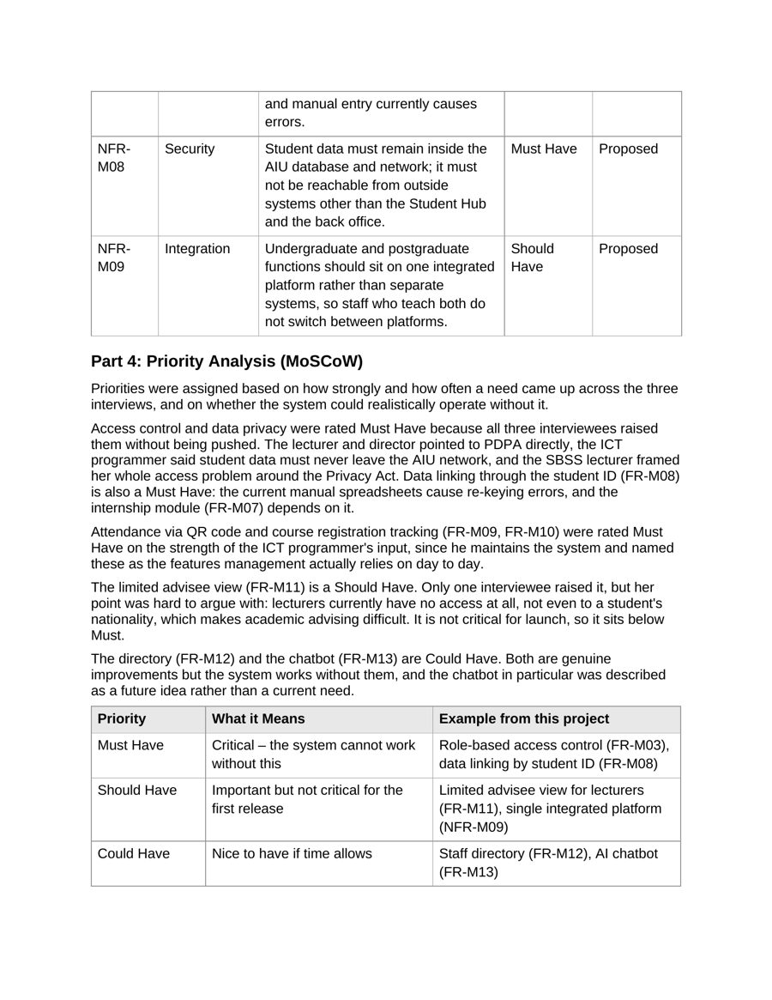 and manual entry currently causes
errors.
NFR-
M08
Security
Student data must remain inside the
AIU database and network; it must
not be reachable from outside
systems other than the Student Hub
and the back office.
Must Have
Proposed
NFR-
M09
Integration
Undergraduate and postgraduate
functions should sit on one integrated
platform rather than separate
systems, so staff who teach both do
not switch between platforms.
Should
Have
Proposed
Part 4: Priority Analysis (MoSCoW)
Priorities were assigned based on how strongly and how often a need came up across the three
interviews, and on whether the system could realistically operate without it.
Access control and data privacy were rated Must Have because all three interviewees raised
them without being pushed. The lecturer and director pointed to PDPA directly, the ICT
programmer said student data must never leave the AIU network, and the SBSS lecturer framed
her whole access problem around the Privacy Act. Data linking through the student ID (FR-M08)
is also a Must Have: the current manual spreadsheets cause re-keying errors, and the
internship module (FR-M07) depends on it.
Attendance via QR code and course registration tracking (FR-M09, FR-M10) were rated Must
Have on the strength of the ICT programmer's input, since he maintains the system and named
these as the features management actually relies on day to day.
The limited advisee view (FR-M11) is a Should Have. Only one interviewee raised it, but her
point was hard to argue with: lecturers currently have no access at all, not even to a student's
nationality, which makes academic advising difficult. It is not critical for launch, so it sits below
Must.
The directory (FR-M12) and the chatbot (FR-M13) are Could Have. Both are genuine
improvements but the system works without them, and the chatbot in particular was described
as a future idea rather than a current need.
Priority
What it Means
Example from this project
Must Have
Critical – the system cannot work
without this
Role-based access control (FR-M03),
data linking by student ID (FR-M08)
Should Have
Important but not critical for the
first release
Limited advisee view for lecturers
(FR-M11), single integrated platform
(NFR-M09)
Could Have
Nice to have if time allows
Staff directory (FR-M12), AI chatbot
(FR-M13)